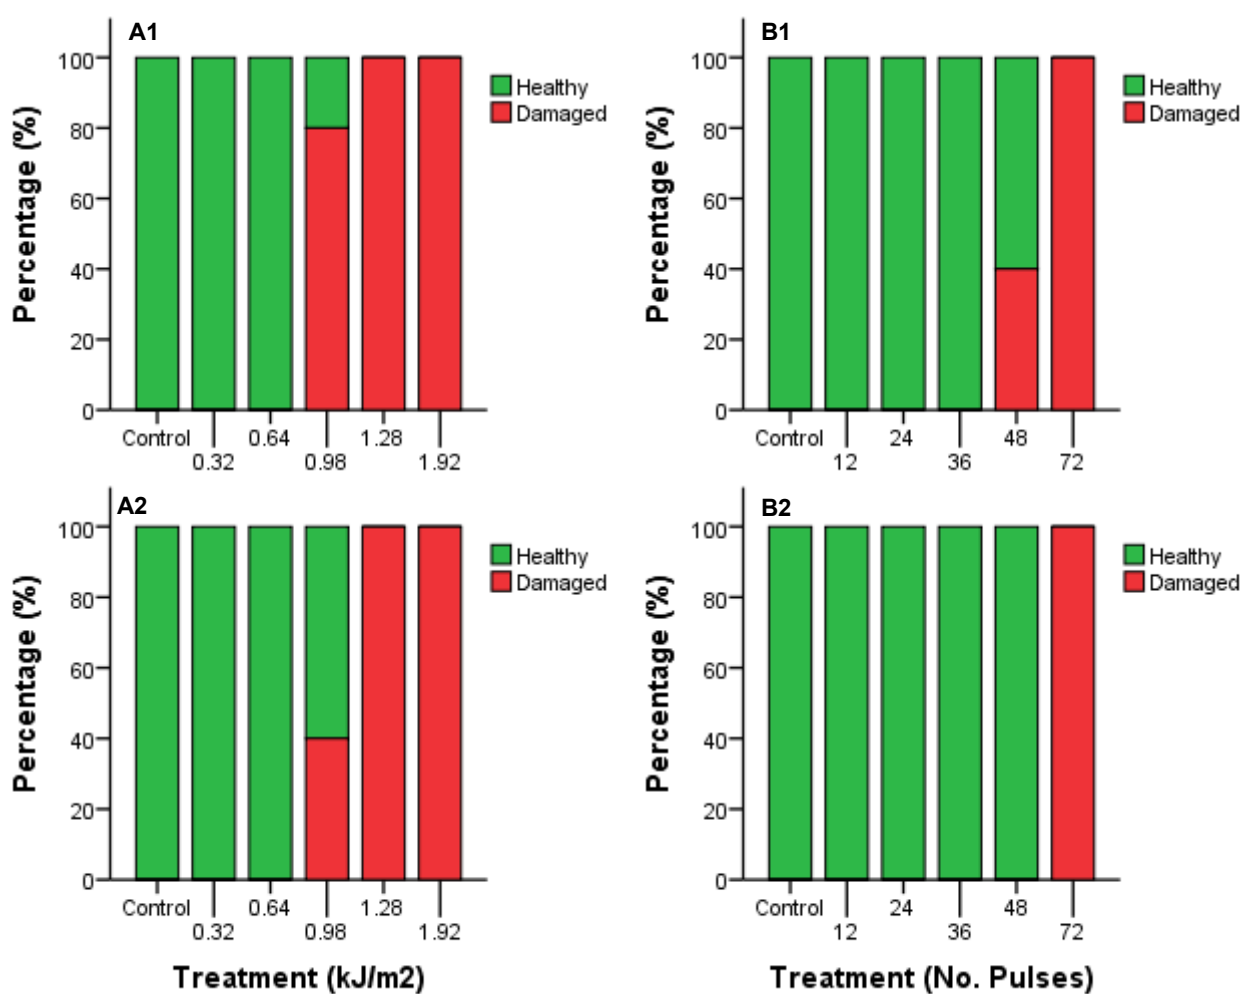 A1
Percentage (%)
100
80
60
40
20
0
Control
0.32
0.64
0.98
1.28
1.92
Healthy
Damaged
B1
Percentage (%)
100
80
60
40
20
0
Control
12
24
36
48
72
Healthy
Damaged
A2
Percentage (%)
100
80
60
40
20
0
Control
0.32
0.64
0.98
1.28
1.92
Treatment (kJ/m2)
Healthy
Damaged
B2
Percentage (%)
100
80
60
40
20
0
Control
12
24
36
48
72
Treatment (No. Pulses)
Healthy
Damaged